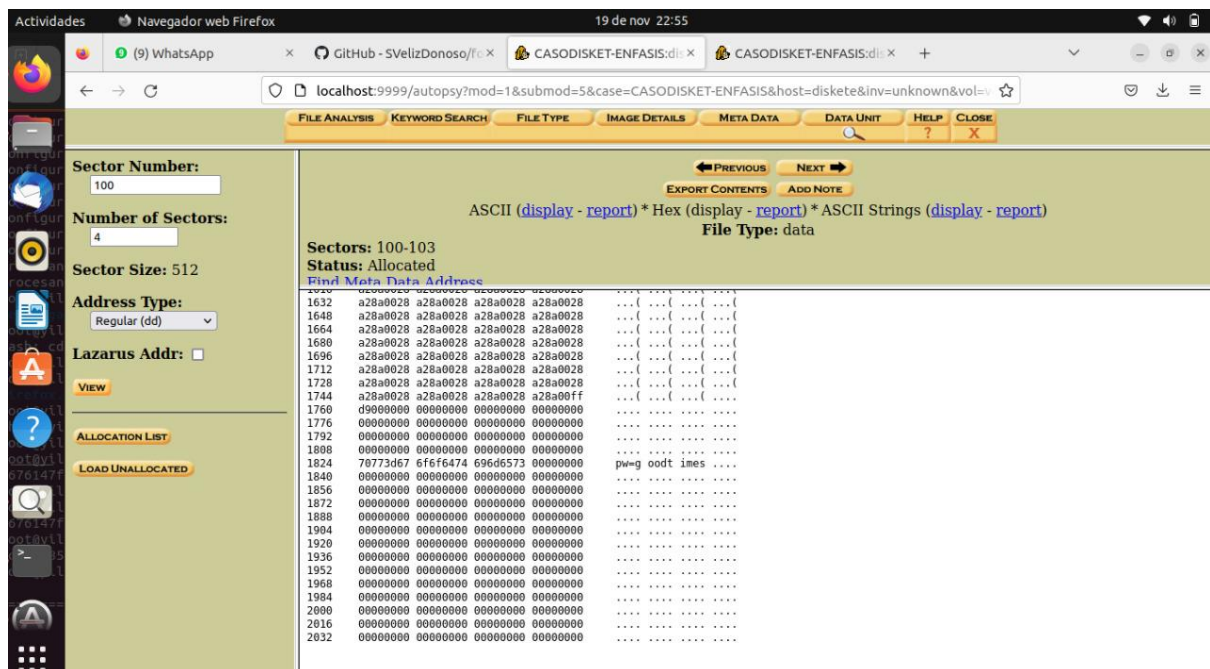 Actividades Navegador web Firefox 19 de nov 22:55
(9) WhatsApp × GitHub - SVelizDonoso/fo × CASODISKET-ENFASIS:dis × CASODISKET-ENFASIS:dis × +
localhost:9999/autopsy?mod=1&submod=5&case=CASODISKET-ENFASIS&host=diskete&inv=unknown&vol=v
FILE ANALYSIS KEYWORD SEARCH FILE TYPE IMAGE DETAILS META DATA DATA UNIT HELP ? CLOSE X
Sector Number:
100
Number of Sectors:
4
Sector Size: 512
Address Type:
Regular (dd)
Lazarus Addr:
VIEW
ALLOCATION LIST
LOAD UNALLOCATED
PREVIOUS NEXT
EXPORT CONTENTS ADD NOTE
ASCII (display - report) * Hex (display - report) * ASCII Strings (display - report)
File Type: data
Sectors: 100-103
Status: Allocated
Find Meta Data Address
1616 a28a0028 a28a0028 a28a0028 a28a0028 ...( ...( ...( ...(
1632 a28a0028 a28a0028 a28a0028 a28a0028 ...( ...( ...( ...(
1648 a28a0028 a28a0028 a28a0028 a28a0028 ...( ...( ...( ...(
1664 a28a0028 a28a0028 a28a0028 a28a0028 ...( ...( ...( ...(
1680 a28a0028 a28a0028 a28a0028 a28a0028 ...( ...( ...( ...(
1696 a28a0028 a28a0028 a28a0028 a28a0028 ...( ...( ...( ...(
1712 a28a0028 a28a0028 a28a0028 a28a0028 ...( ...( ...( ...(
1728 a28a0028 a28a0028 a28a0028 a28a0028 ...( ...( ...( ...(
1744 a28a0028 a28a0028 a28a0028 a28a00ff ...( ...( ...( ....
1760 d9000000 00000000 00000000 00000000 .... .... .... ....
1776 00000000 00000000 00000000 00000000 .... .... .... ....
1792 00000000 00000000 00000000 00000000 .... .... .... ....
1808 00000000 00000000 00000000 00000000 .... .... .... ....
1824 70773d67 6f6f6474 696d6573 00000000 pw=g oodt imes ....
1840 00000000 00000000 00000000 00000000 .... .... .... ....
1856 00000000 00000000 00000000 00000000 .... .... .... ....
1872 00000000 00000000 00000000 00000000 .... .... .... ....
1888 00000000 00000000 00000000 00000000 .... .... .... ....
1904 00000000 00000000 00000000 00000000 .... .... .... ....
1920 00000000 00000000 00000000 00000000 .... .... .... ....
1936 00000000 00000000 00000000 00000000 .... .... .... ....
1952 00000000 00000000 00000000 00000000 .... .... .... ....
1968 00000000 00000000 00000000 00000000 .... .... .... ....
1984 00000000 00000000 00000000 00000000 .... .... .... ....
2000 00000000 00000000 00000000 00000000 .... .... .... ....
2016 00000000 00000000 00000000 00000000 .... .... .... ....
2032 00000000 00000000 00000000 00000000 .... .... .... ....